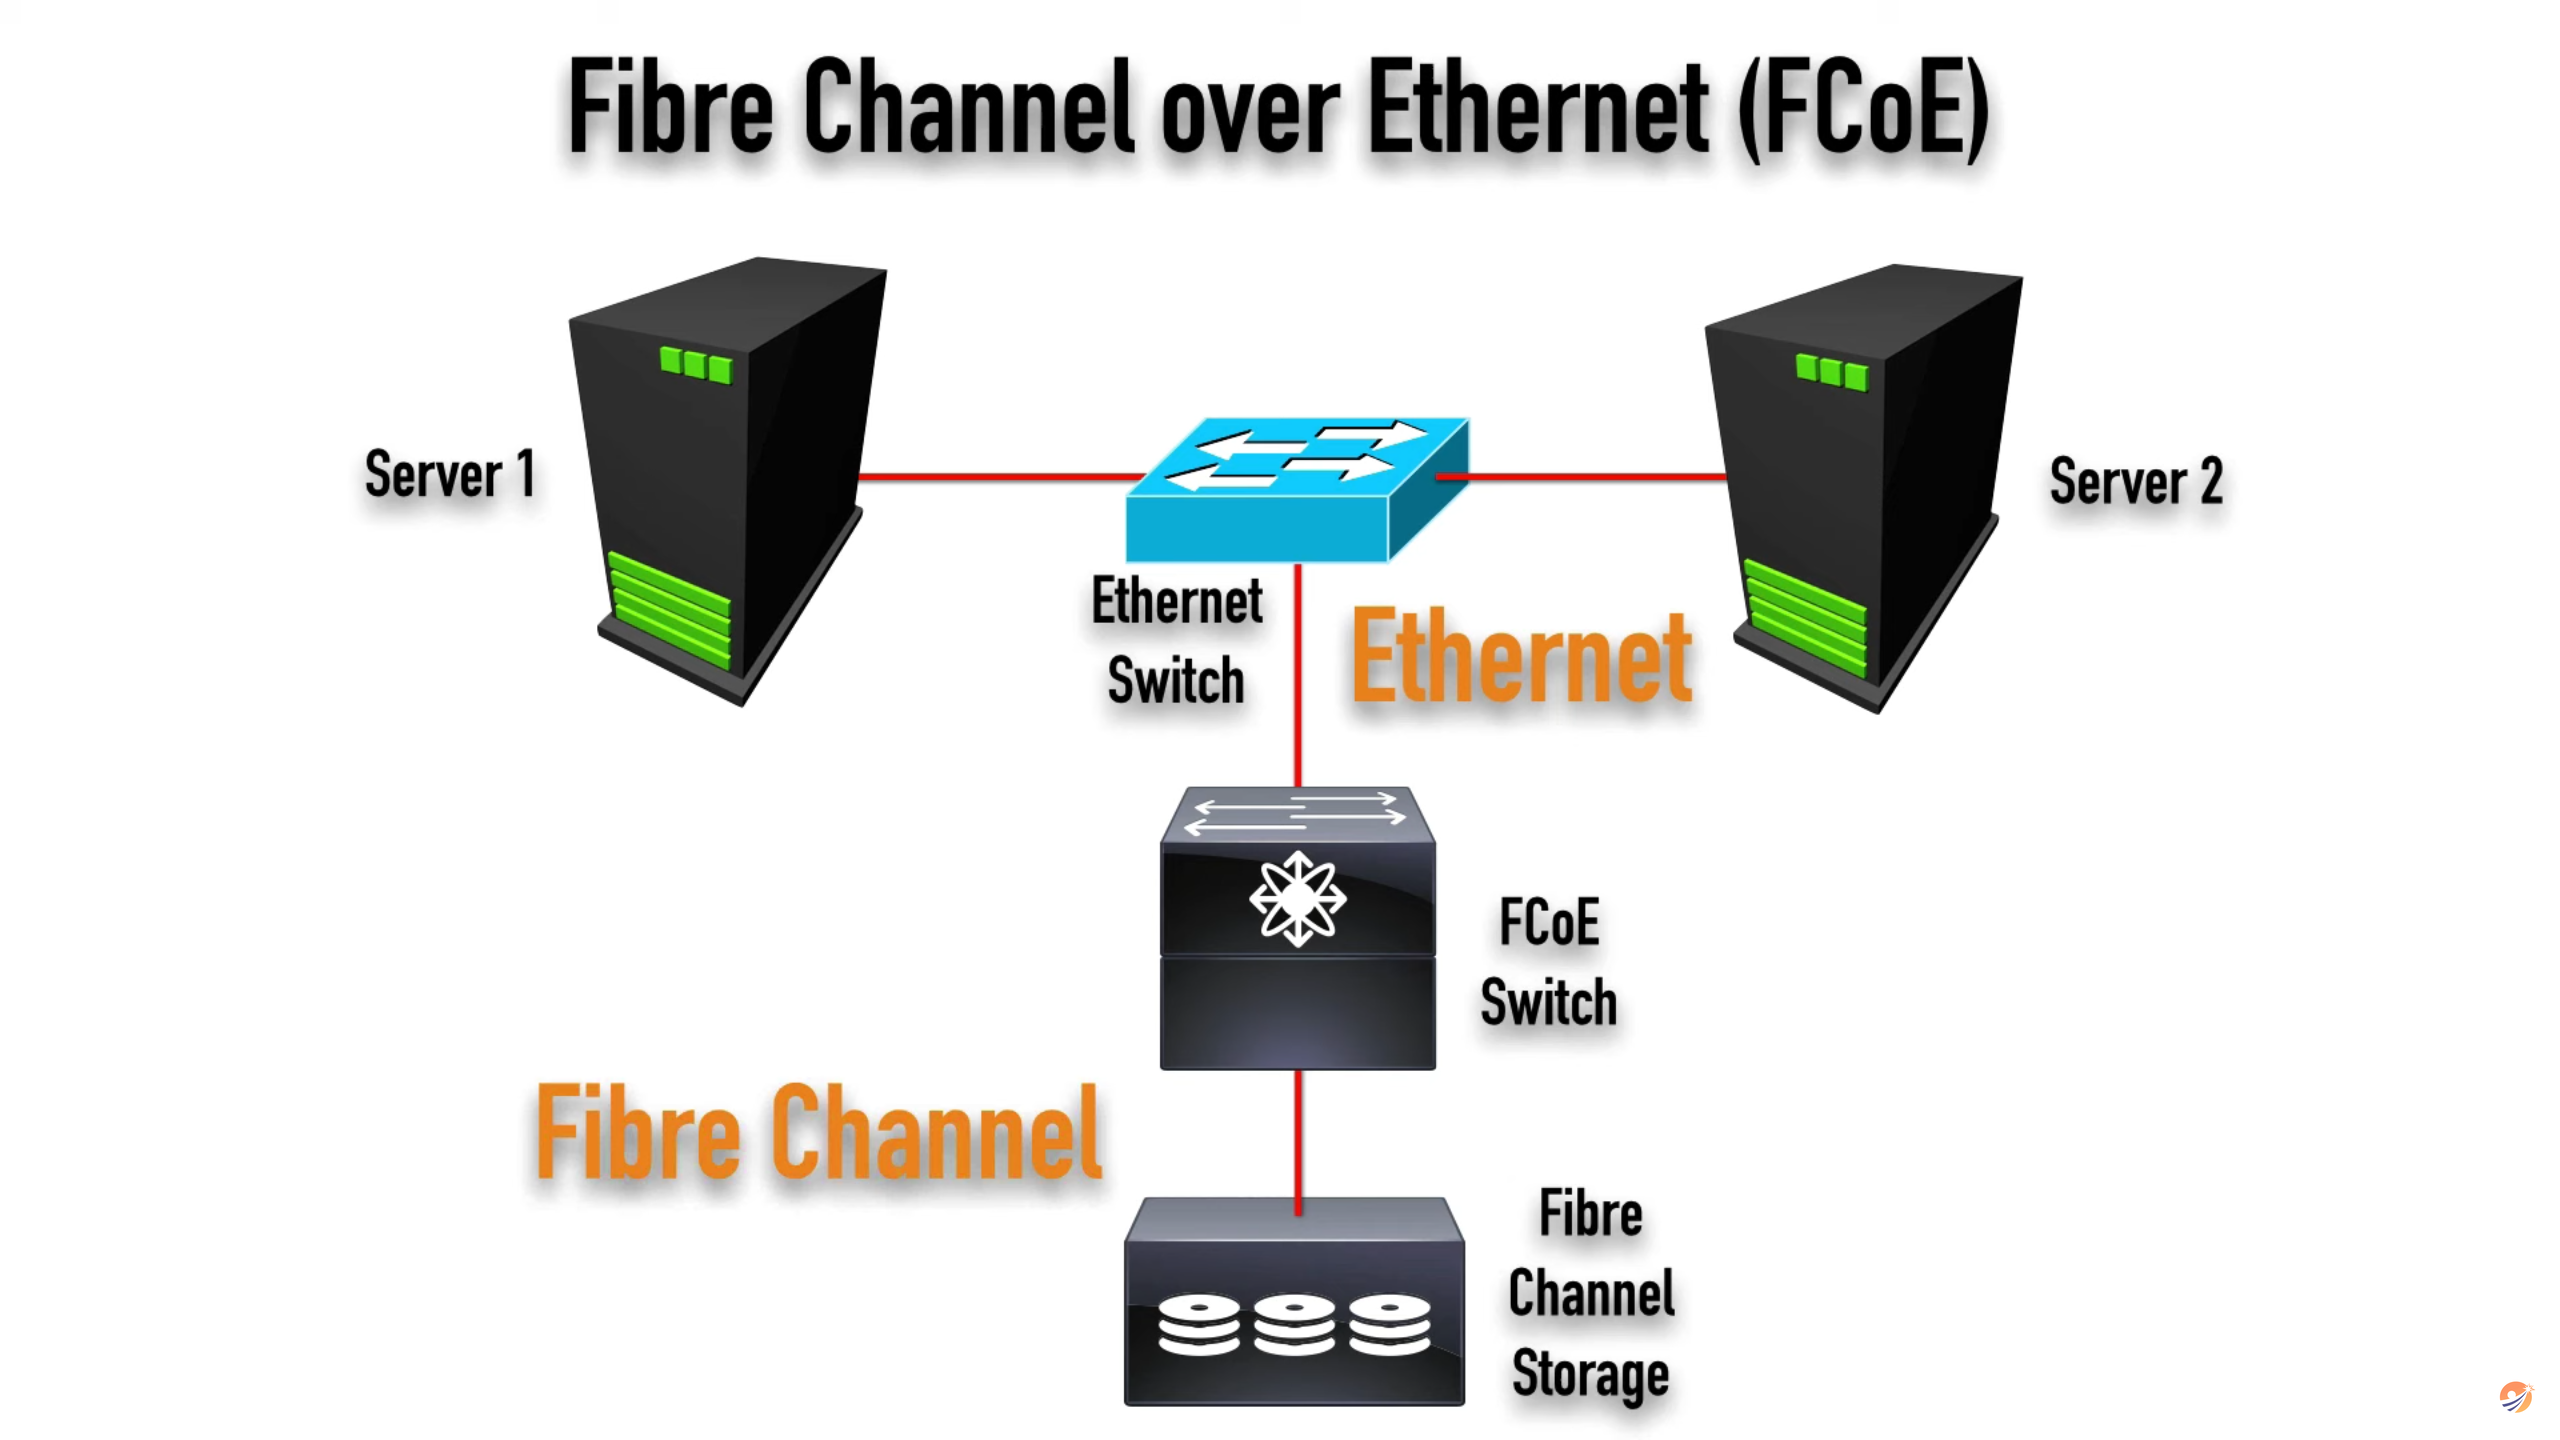 Fibre Channel over Ethernet (FCoE)
Server 1
Server 2
Ethernet
Switch
Ethernet
FCoE
Switch
Fibre Channel
Fibre
Channel
Storage